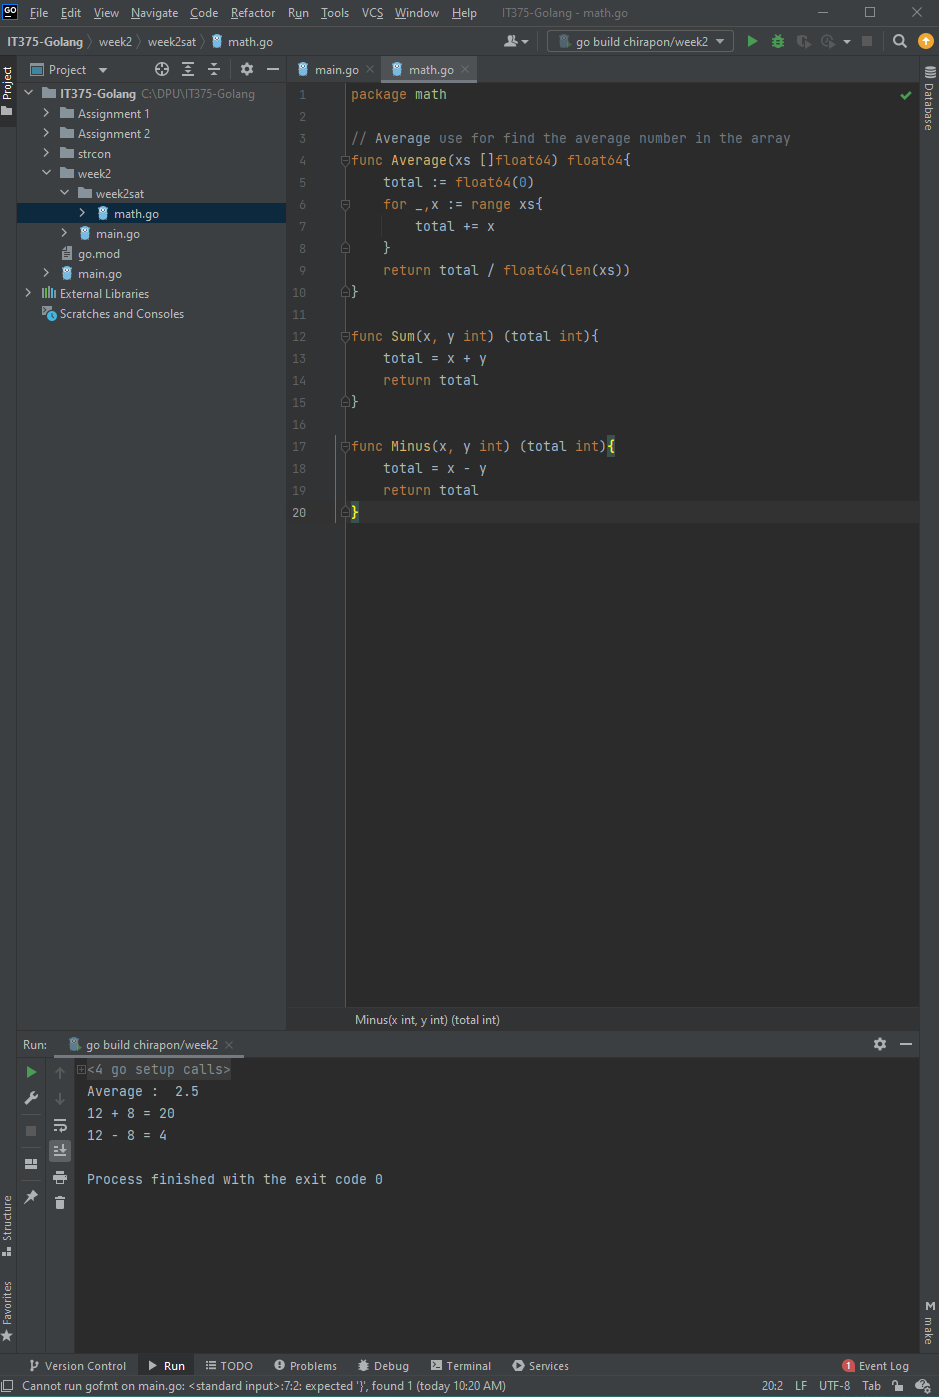 GO File Edit View Navigate Code Refactor Run Tools VCS Window Help IT375-Golang - math.go
IT375-Golang week2 week2sat math.go go build chirapon/week2
Project
main.go math.go
IT375-Golang C:\DPU\IT375-Golang
Assignment 1
Assignment 2
strcon
week2
week2sat
math.go
main.go
go.mod
main.go
External Libraries
Scratches and Consoles
1 package math
2
3 // Average use for find the average number in the array
4 func Average(xs []float64) float64{
5 total := float64(0)
6 for _,x := range xs{
7 total += x
8 }
9 return total / float64(len(xs))
10 }
11
12 func Sum(x, y int) (total int){
13 total = x + y
14 return total
15 }
16
17 func Minus(x, y int) (total int){
18 total = x - y
19 return total
20 }
Minus(x int, y int) (total int)
Project
Structure
Favorites
Database
make
Run: go build chirapon/week2
<4 go setup calls>
Average :  2.5
12 + 8 = 20
12 - 8 = 4
Process finished with the exit code 0
Version Control Run TODO Problems Debug Terminal Services 1 Event Log
Cannot run gofmt on main.go: <standard input>:7:2: expected '}', found 1 (today 10:20 AM) 20:2 LF UTF-8 Tab